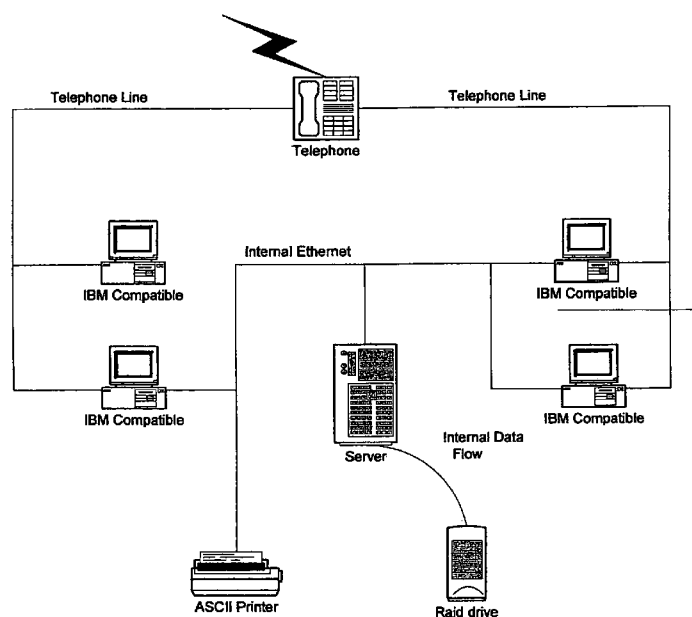 Telephone Line
Telephone Line
Telephone
Internal Ethernet
IBM Compatible
IBM Compatible
IBM Compatible
IBM Compatible
Internal Data
Flow
Server
ASCII Printer
Raid drive